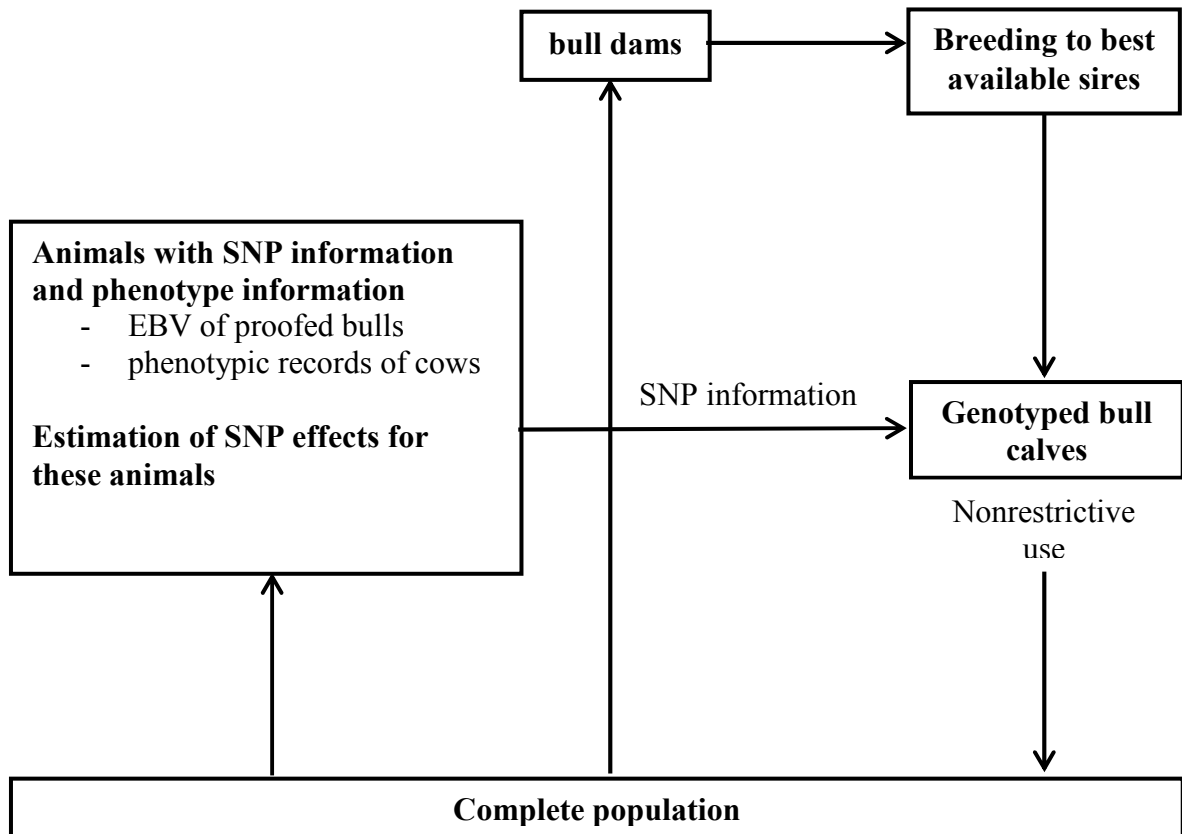 bull dams
Breeding to best
available sires
Animals with SNP information
and phenotype information
- EBV of proofed bulls
- phenotypic records of cows
Estimation of SNP effects for
these animals
SNP information
Genotyped bull
calves
Nonrestrictive
use
Complete population